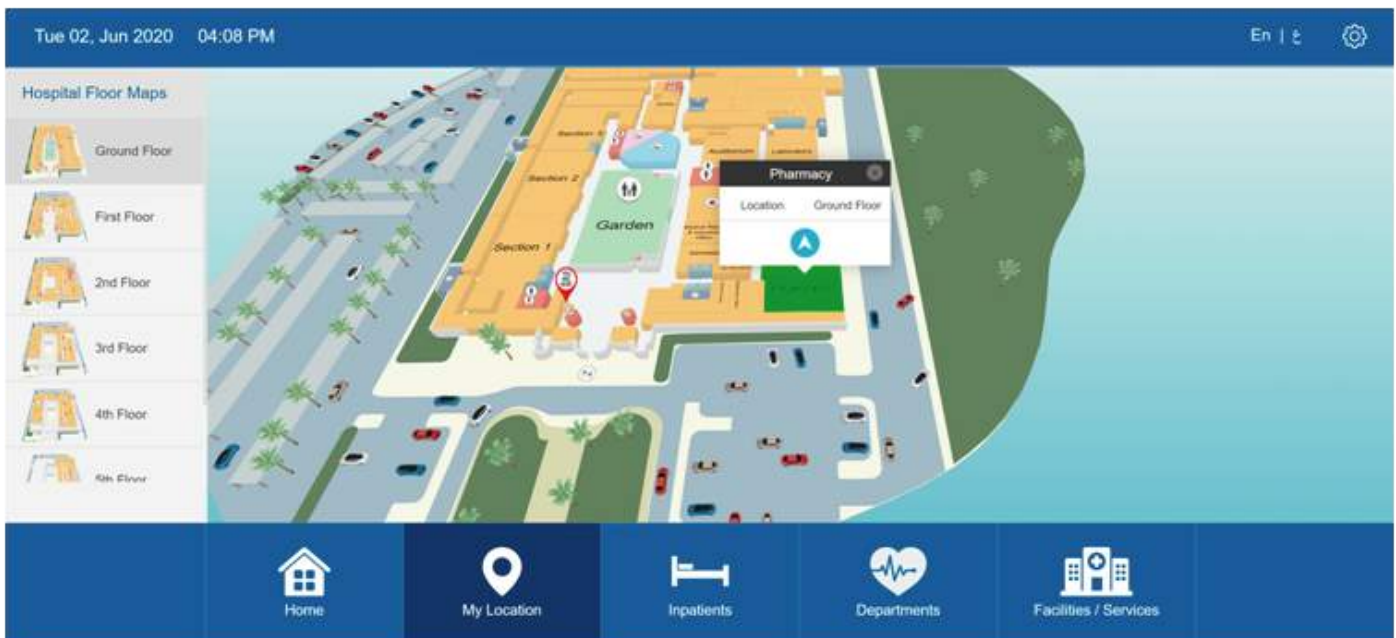 Tue 02, Jun 2020 04:08 PM
En | ع
Hospital Floor Maps
Ground Floor
First Floor
2nd Floor
3rd Floor
4th Floor
5th Floor
Section 2
Section 1
Garden
Auditorium
Pharmacy
Location Ground Floor
Home
My Location
Inpatients
Departments
Facilities / Services